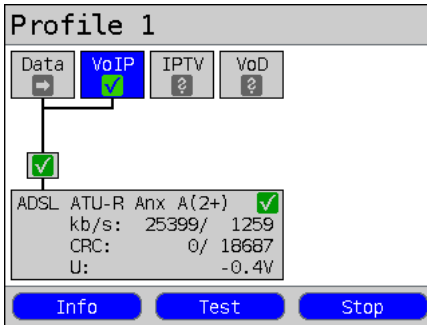 Profile 1
Data VoIP IPTV VoD
ADSL ATU-R Anx A(2+)
kb/s: 25399/ 1259
CRC: 0/ 18687
U: -0.4V
Info Test Stop